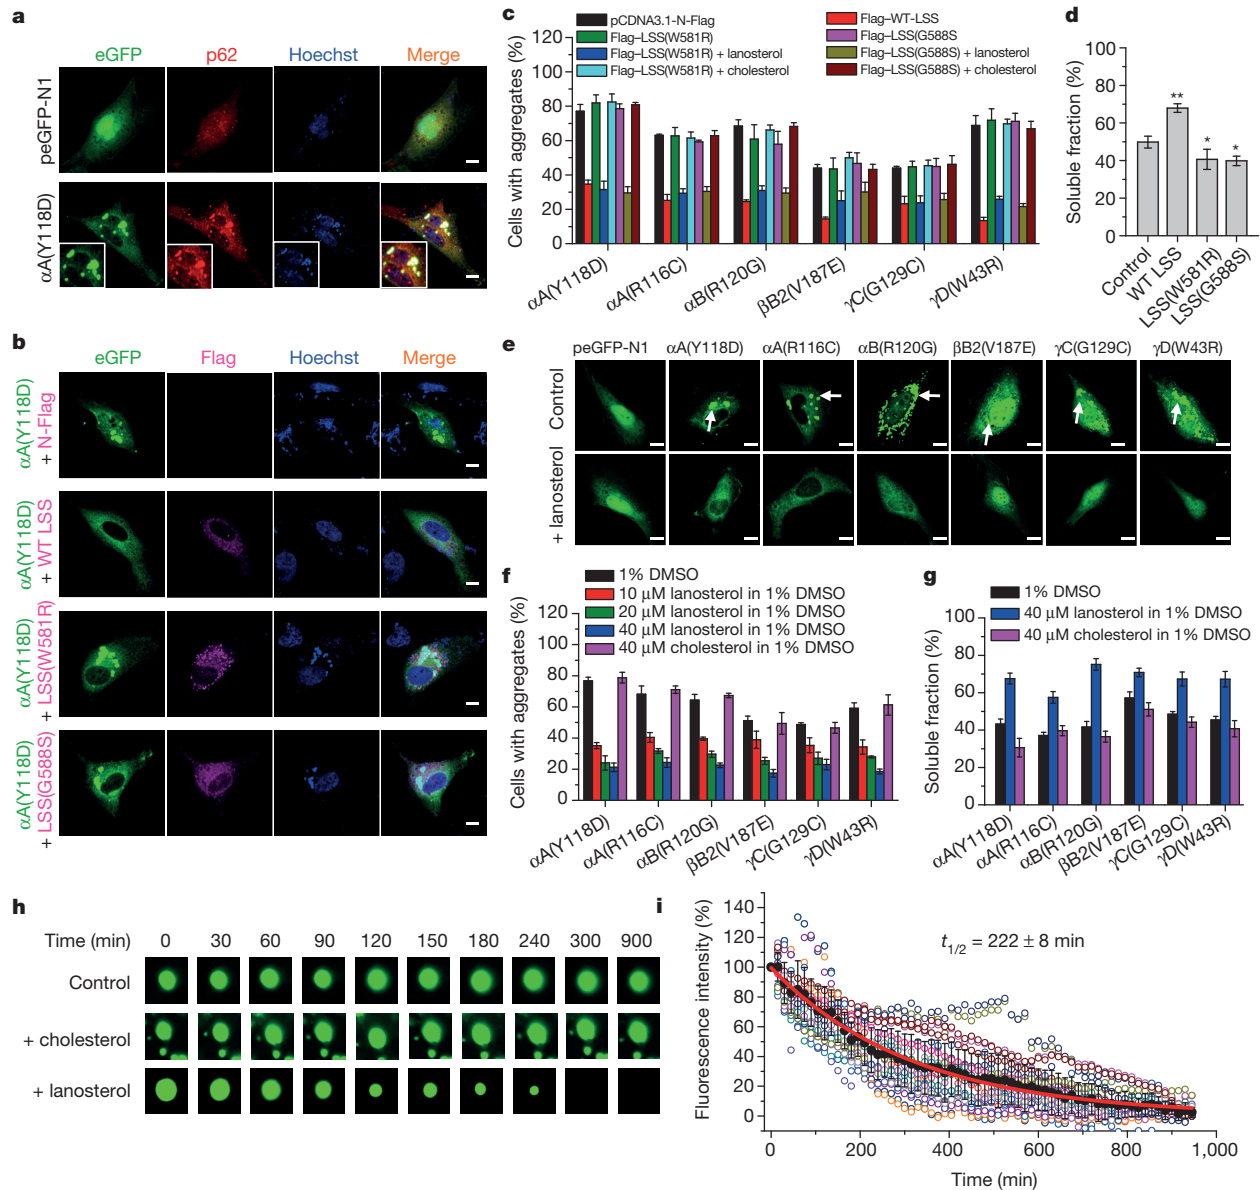 a
eGFP p62 Hoechst Merge
peGFP-N1
αA(Y118D)
b
eGFP Flag Hoechst Merge
αA(Y118D)
+ N-Flag
αA(Y118D)
+ WT LSS
αA(Y118D)
+ LSS(W581R)
αA(Y118D)
+ LSS(G588S)
c
pCDNA3.1-N-Flag
Flag–LSS(W581R)
Flag–LSS(W581R) + lanosterol
Flag–LSS(W581R) + cholesterol
Flag–WT-LSS
Flag–LSS(G588S)
Flag–LSS(G588S) + lanosterol
Flag–LSS(G588S) + cholesterol
Cells with aggregates (%)
120
100
80
60
40
20
0
αA(Y118D) αA(R116C) αB(R120G) βB2(V187E) γC(G129C) γD(W43R)
d
Soluble fraction (%)
100
80
60
40
20
0
** * *
Control WT LSS LSS(W581R) LSS(G588S)
e
peGFP-N1 αA(Y118D) αA(R116C) αB(R120G) βB2(V187E) γC(G129C) γD(W43R)
Control
+ lanosterol
f
1% DMSO
10 μM lanosterol in 1% DMSO
20 μM lanosterol in 1% DMSO
40 μM lanosterol in 1% DMSO
40 μM cholesterol in 1% DMSO
Cells with aggregates (%)
120
100
80
60
40
20
0
αA(Y118D) αA(R116C) αB(R120G) βB2(V187E) γC(G129C) γD(W43R)
g
1% DMSO
40 μM lanosterol in 1% DMSO
40 μM cholesterol in 1% DMSO
Soluble fraction (%)
100
80
60
40
20
0
αA(Y118D) αA(R116C) αB(R120G) βB2(V187E) γC(G129C) γD(W43R)
h
Time (min) 0 30 60 90 120 150 180 240 300 900
Control
+ cholesterol
+ lanosterol
i
Fluorescence intensity (%)
140
120
100
80
60
40
20
0
t1/2 = 222 ± 8 min
0 200 400 600 800 1,000
Time (min)